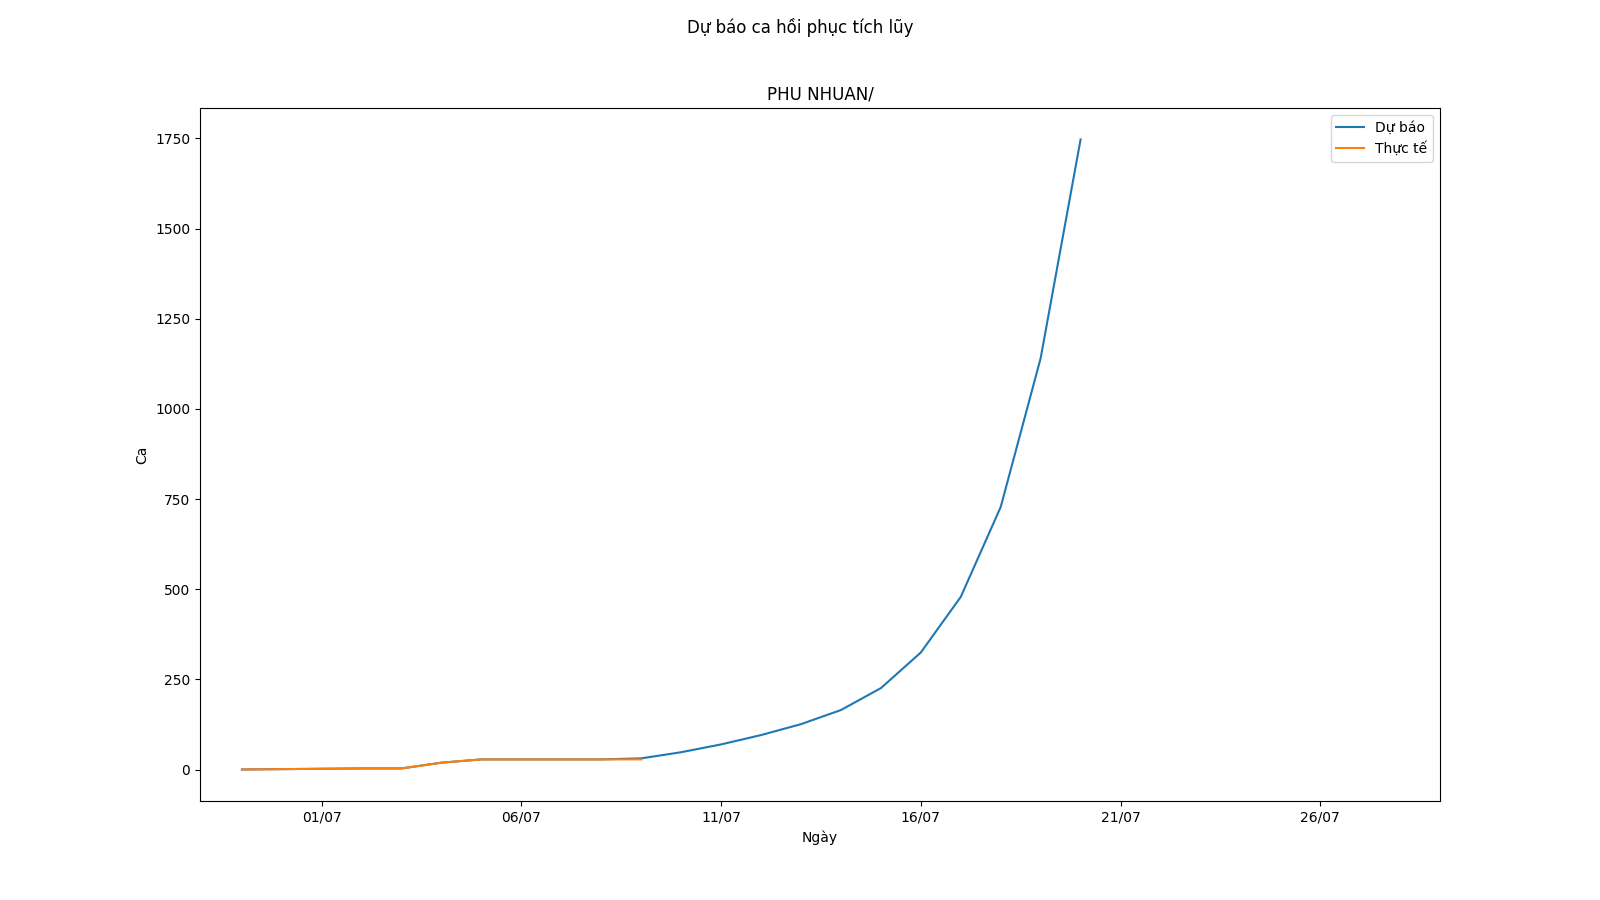 Dự báo ca hồi phục tích lũy
PHU NHUAN/
Dự báo
Thực tế
1750
1500
1250
1000
750
500
250
0
Ca
01/07
06/07
11/07
16/07
21/07
26/07
Ngày